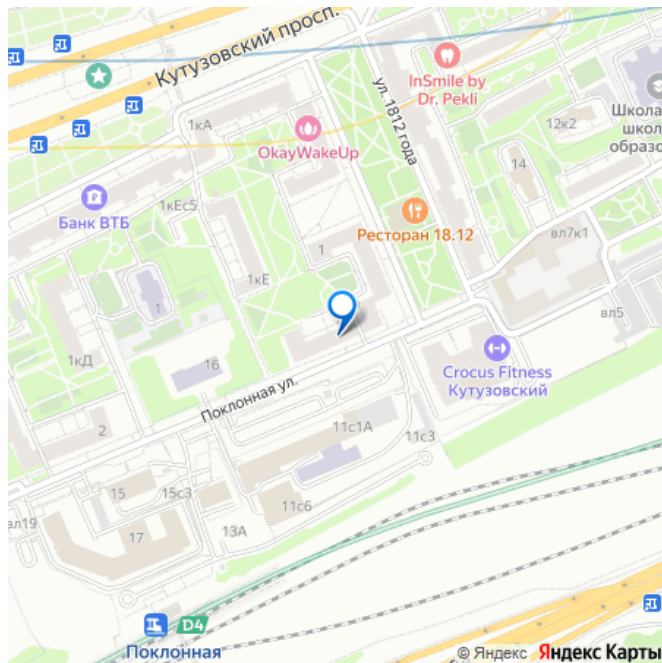 Кутузовский просп.
InSmile by
Dr. Pekli
ул. 1812 года
Школа
школ
образо
12к2
1кА
OkayWakeUp
14
1кЕс5
Банк ВТБ
Ресторан 18.12
вл7к1
1
1кЕ
1
вл5
1кД
16
Crocus Fitness
Кутузовский
Поклонная ул.
2
11с1А
11с3
15
15с3
11с6
вл19
17
13А
D4
Поклонная
© Яндекс Яндекс Карты